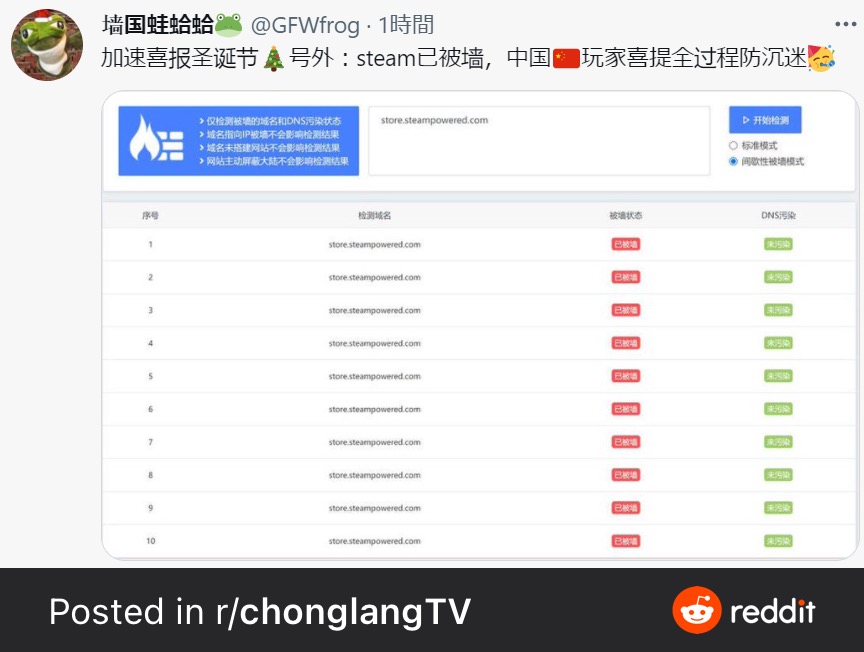 墙国蛙蛤蛤🐸 @GFWfrog · 1時間
加速喜报圣诞节🎄号外：steam已被墙，中国🇨🇳玩家喜提全过程防沉迷🥳
仅检测被墙的域名和DNS污染状态
域名指向IP被墙不会影响检测结果
域名未搭建网站不会影响检测结果
网站主动屏蔽大陆不会影响检测结果
store.steampowered.com
开始检测
标准模式
间歇性被墙模式
序号 检测域名 被墙状态 DNS污染
1 store.steampowered.com 已被墙 未污染
2 store.steampowered.com 已被墙 未污染
3 store.steampowered.com 已被墙 未污染
4 store.steampowered.com 已被墙 未污染
5 store.steampowered.com 已被墙 未污染
6 store.steampowered.com 已被墙 未污染
7 store.steampowered.com 已被墙 未污染
8 store.steampowered.com 已被墙 未污染
9 store.steampowered.com 已被墙 未污染
10 store.steampowered.com 已被墙 未污染
Posted in r/chonglangTV
reddit